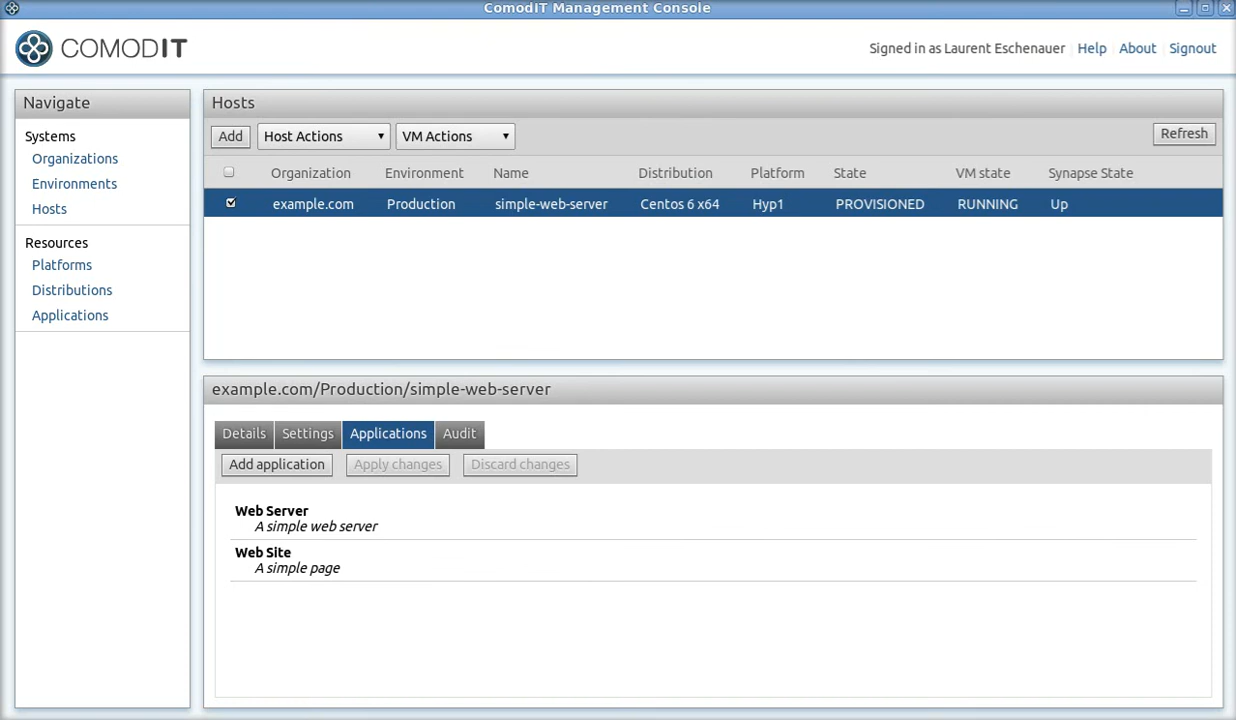 ComodIT Management Console
COMODIT
Signed in as Laurent Eschenauer Help About Signout
Navigate
Systems
Organizations
Environments
Hosts
Resources
Platforms
Distributions
Applications
Hosts
Add Host Actions VM Actions Refresh
Organization Environment Name Distribution Platform State VM state Synapse State
example.com Production simple-web-server Centos 6 x64 Hyp1 PROVISIONED RUNNING Up
example.com/Production/simple-web-server
Details Settings Applications Audit
Add application Apply changes Discard changes
Web Server
A simple web server
Web Site
A simple page